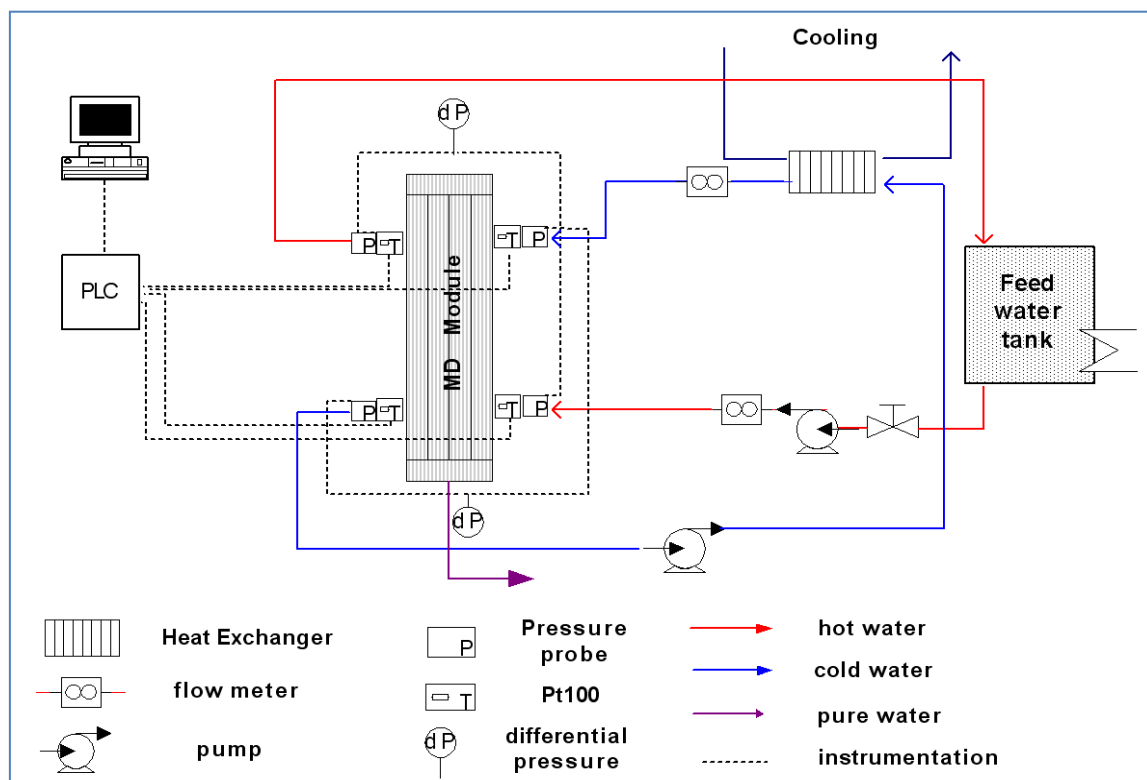 Cooling
dP
P
T
T
P
PLC
MD Module
Feed
water
tank
P
T
T
P
dP
Heat Exchanger
P
Pressure
probe
hot water
flow meter
T
Pt100
cold water
pump
dP
differential
pressure
pure water
instrumentation